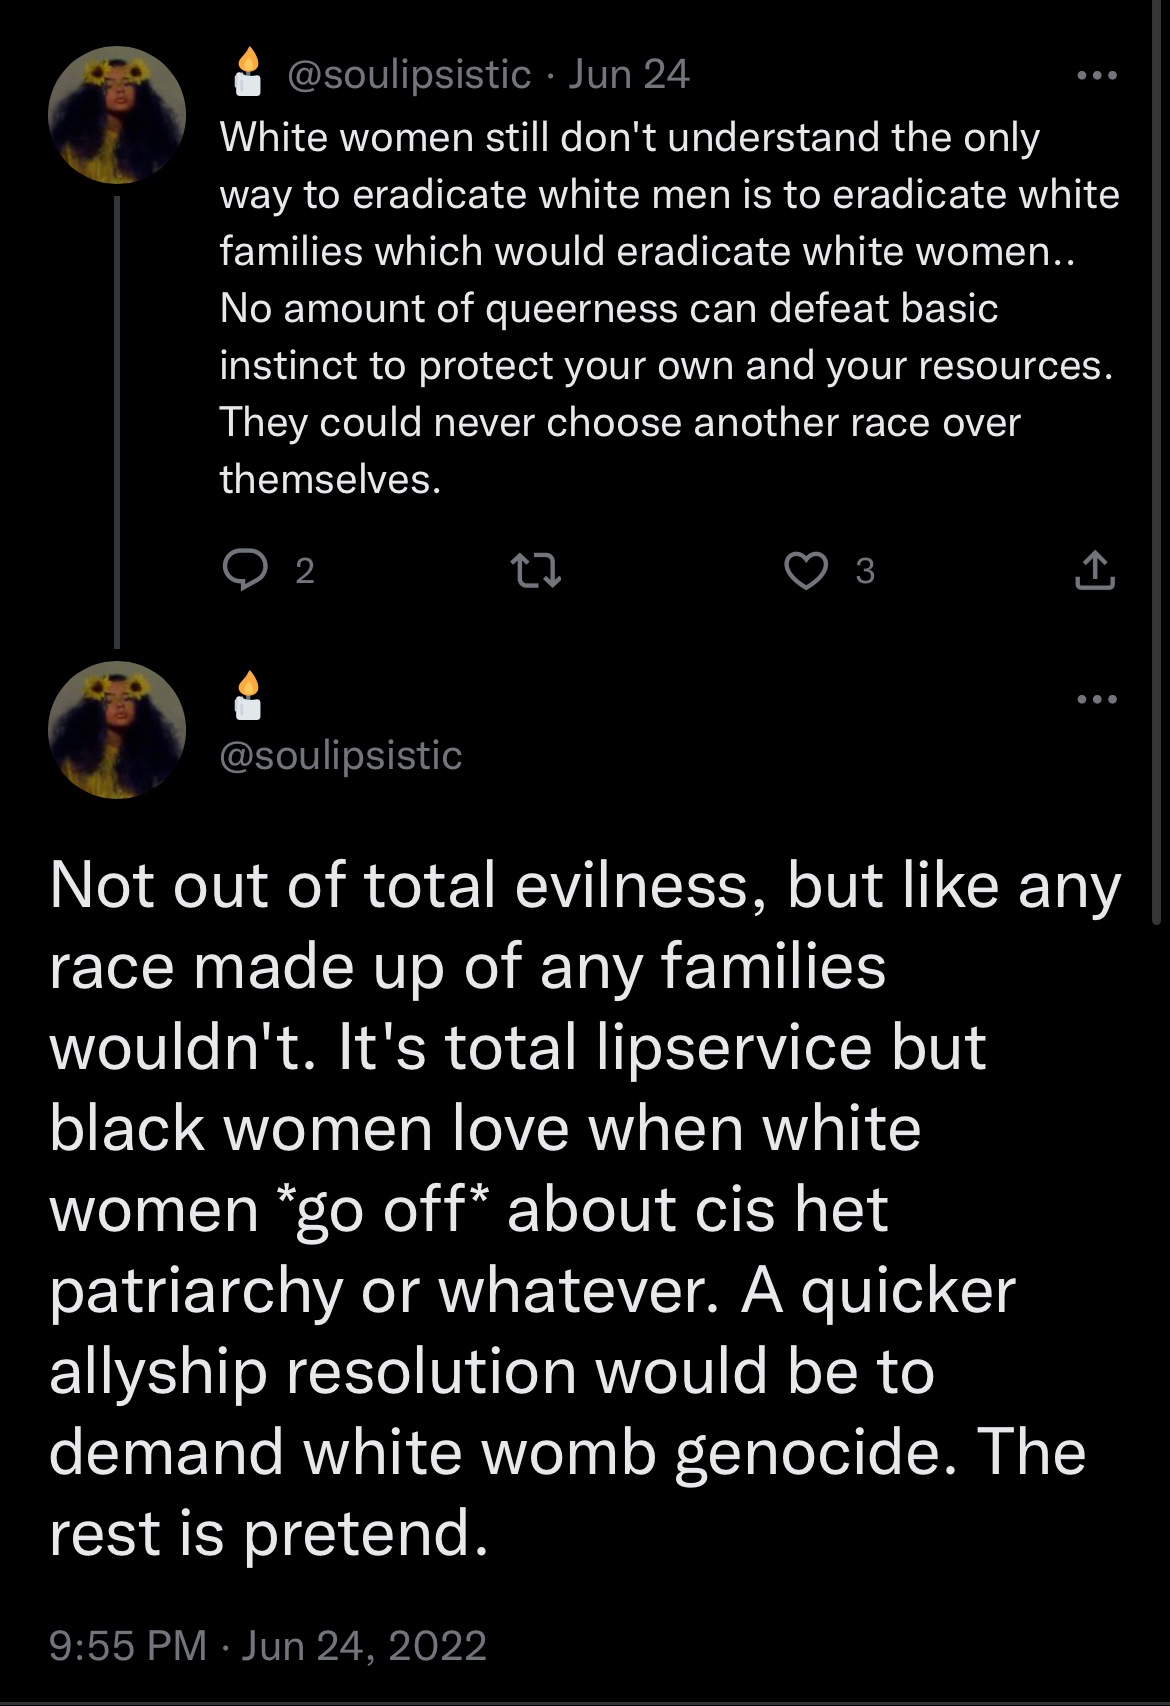 🕯️ @soulipsistic · Jun 24
White women still don't understand the only
way to eradicate white men is to eradicate white
families which would eradicate white women..
No amount of queerness can defeat basic
instinct to protect your own and your resources.
They could never choose another race over
themselves.
2 3
🕯️
@soulipsistic
Not out of total evilness, but like any
race made up of any families
wouldn't. It's total lipservice but
black women love when white
women *go off* about cis het
patriarchy or whatever. A quicker
allyship resolution would be to
demand white womb genocide. The
rest is pretend.
9:55 PM · Jun 24, 2022